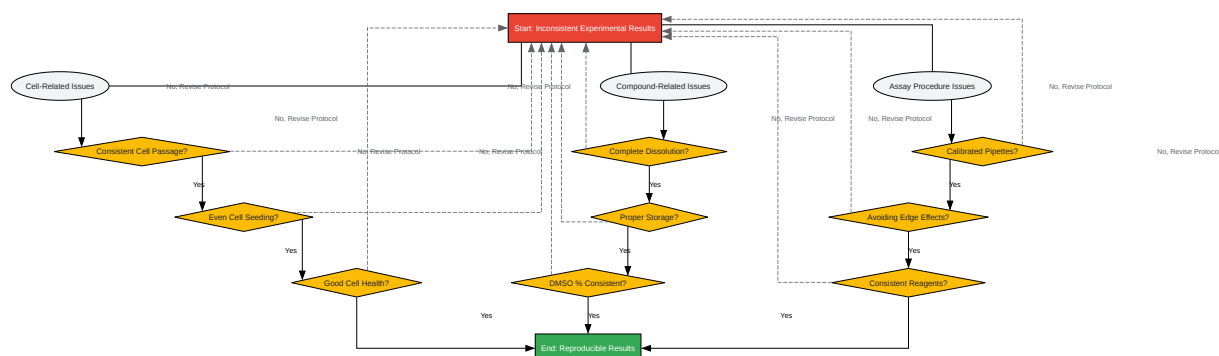 Start: Inconsistent Experimental Results
Cell-Related Issues
No, Revise Protocol
No, Revise Protocol
Compound-Related Issues
Assay Procedure Issues
No, Revise Protocol
No, Revise Protocol
No, Revise Protocol
No, Revise Protocol
Consistent Cell Passage?
No, Revise Protocol
No, Revise Protocol
Complete Dissolution?
Calibrated Pipettes?
No, Revise Protocol
Yes
Yes
Yes
Even Cell Seeding?
Proper Storage?
Avoiding Edge Effects?
Yes
Yes
Yes
Good Cell Health?
DMSO % Consistent?
Consistent Reagents?
Yes
Yes
Yes
End: Reproducible Results